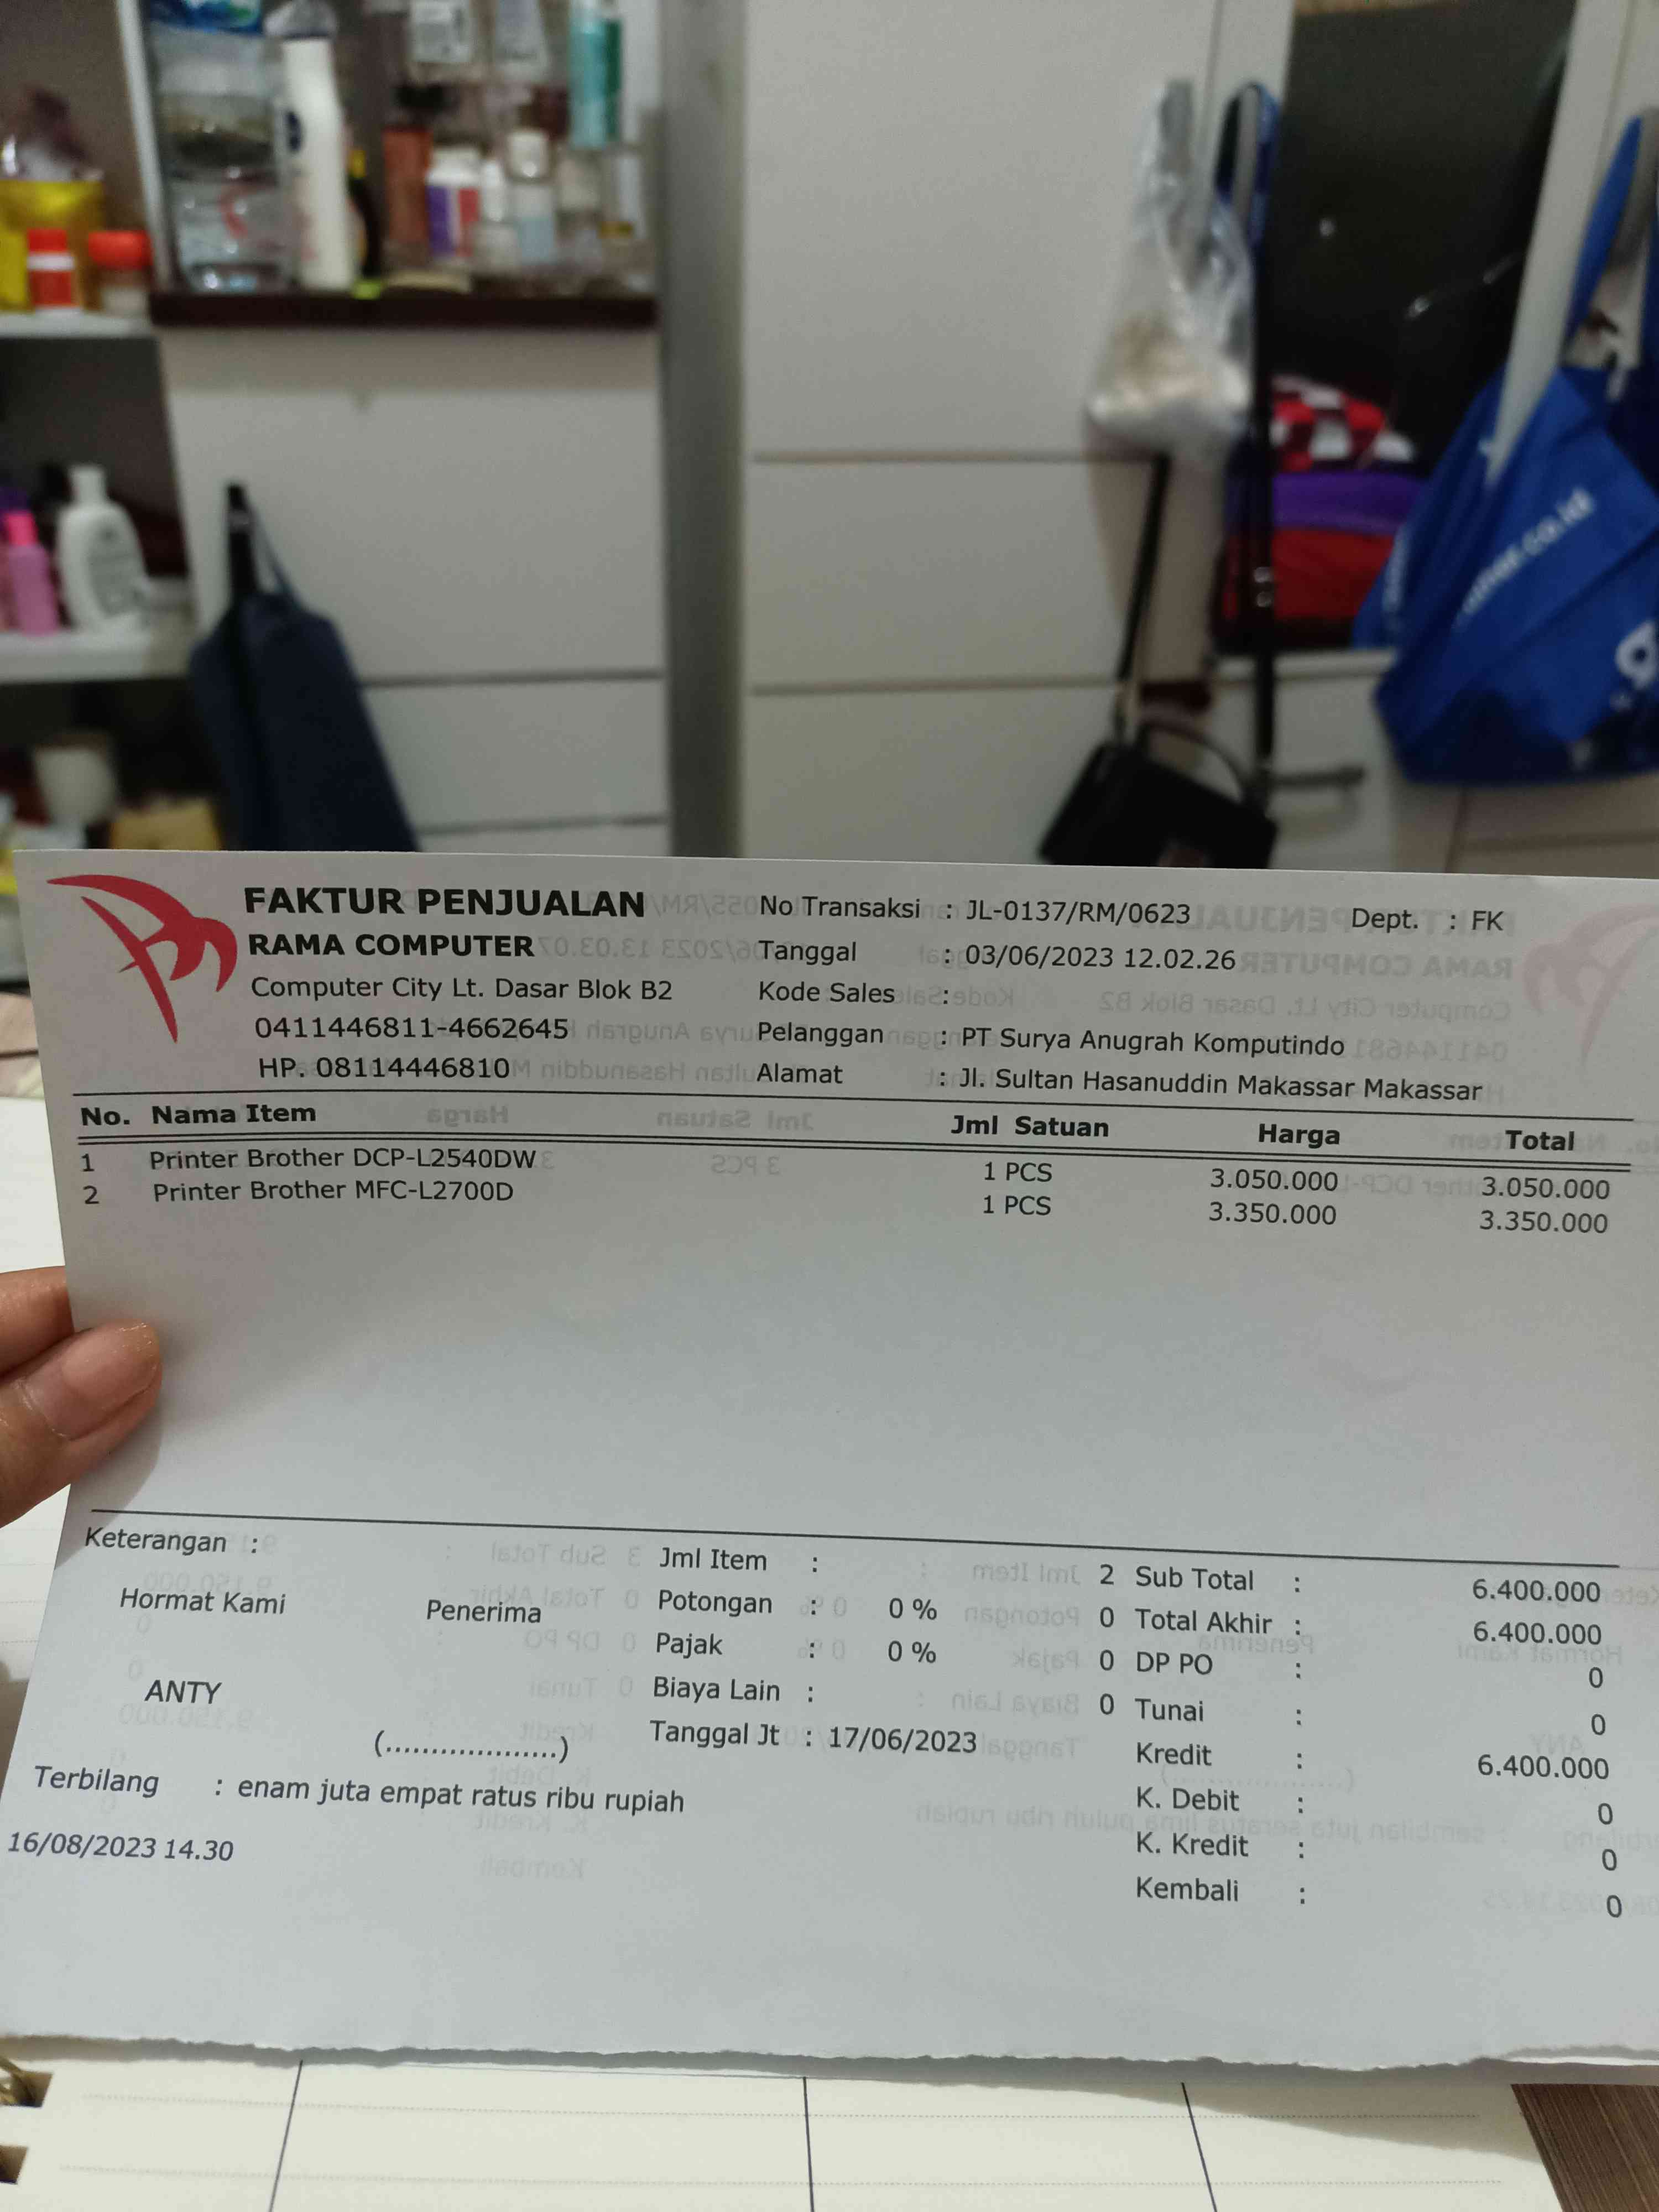 FAKTUR PENJUALAN
RAMA COMPUTER
Computer City Lt. Dasar Blok B2
0411446811-4662645
HP. 08114446810
No Transaksi : JL-0137/RM/0623 Dept. : FK
Tanggal : 03/06/2023 12.02.26
Kode Sales :
Pelanggan : PT Surya Anugrah Komputindo
Alamat : Jl. Sultan Hasanuddin Makassar Makassar
No. Nama Item Jml Satuan Harga Total
1 Printer Brother DCP-L2540DW 1 PCS 3.050.000 3.050.000
2 Printer Brother MFC-L2700D 1 PCS 3.350.000 3.350.000
Keterangan :
Hormat Kami Penerima
ANTY
(...................)
Jml Item : 2
Potongan : 0 % 0
Pajak : 0 % 0
Biaya Lain : 0
Tanggal Jt : 17/06/2023
Sub Total : 6.400.000
Total Akhir : 6.400.000
DP PO : 0
Tunai : 0
Kredit : 6.400.000
K. Debit : 0
K. Kredit : 0
Kembali : 0
Terbilang : enam juta empat ratus ribu rupiah
16/08/2023 14.30